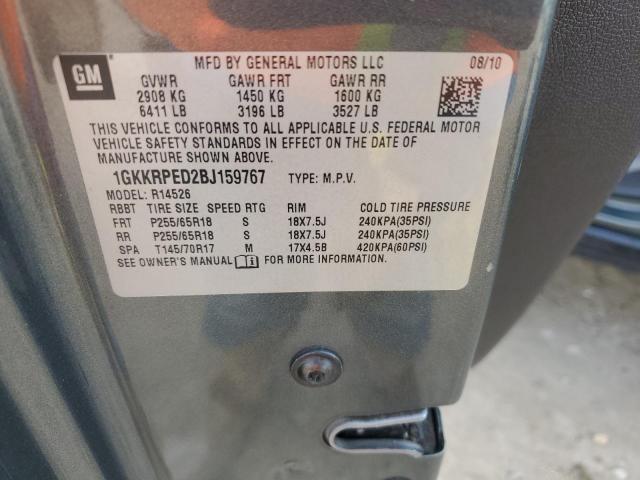 GM
MFD BY GENERAL MOTORS LLC 08/10
GVWR GAWR FRT GAWR RR
2908 KG 1450 KG 1600 KG
6411 LB 3196 LB 3527 LB
THIS VEHICLE CONFORMS TO ALL APPLICABLE U.S. FEDERAL MOTOR
VEHICLE SAFETY STANDARDS IN EFFECT ON THE DATE OF
MANUFACTURE SHOWN ABOVE.
1GKKRPED2BJ159767 TYPE: M.P.V.
MODEL: R14526
RBBT TIRE SIZE SPEED RTG RIM COLD TIRE PRESSURE
FRT P255/65R18 S 18X7.5J 240KPA(35PSI)
RR P255/65R18 S 18X7.5J 240KPA(35PSI)
SPA T145/70R17 M 17X4.5B 420KPA(60PSI)
SEE OWNER'S MANUAL FOR MORE INFORMATION.